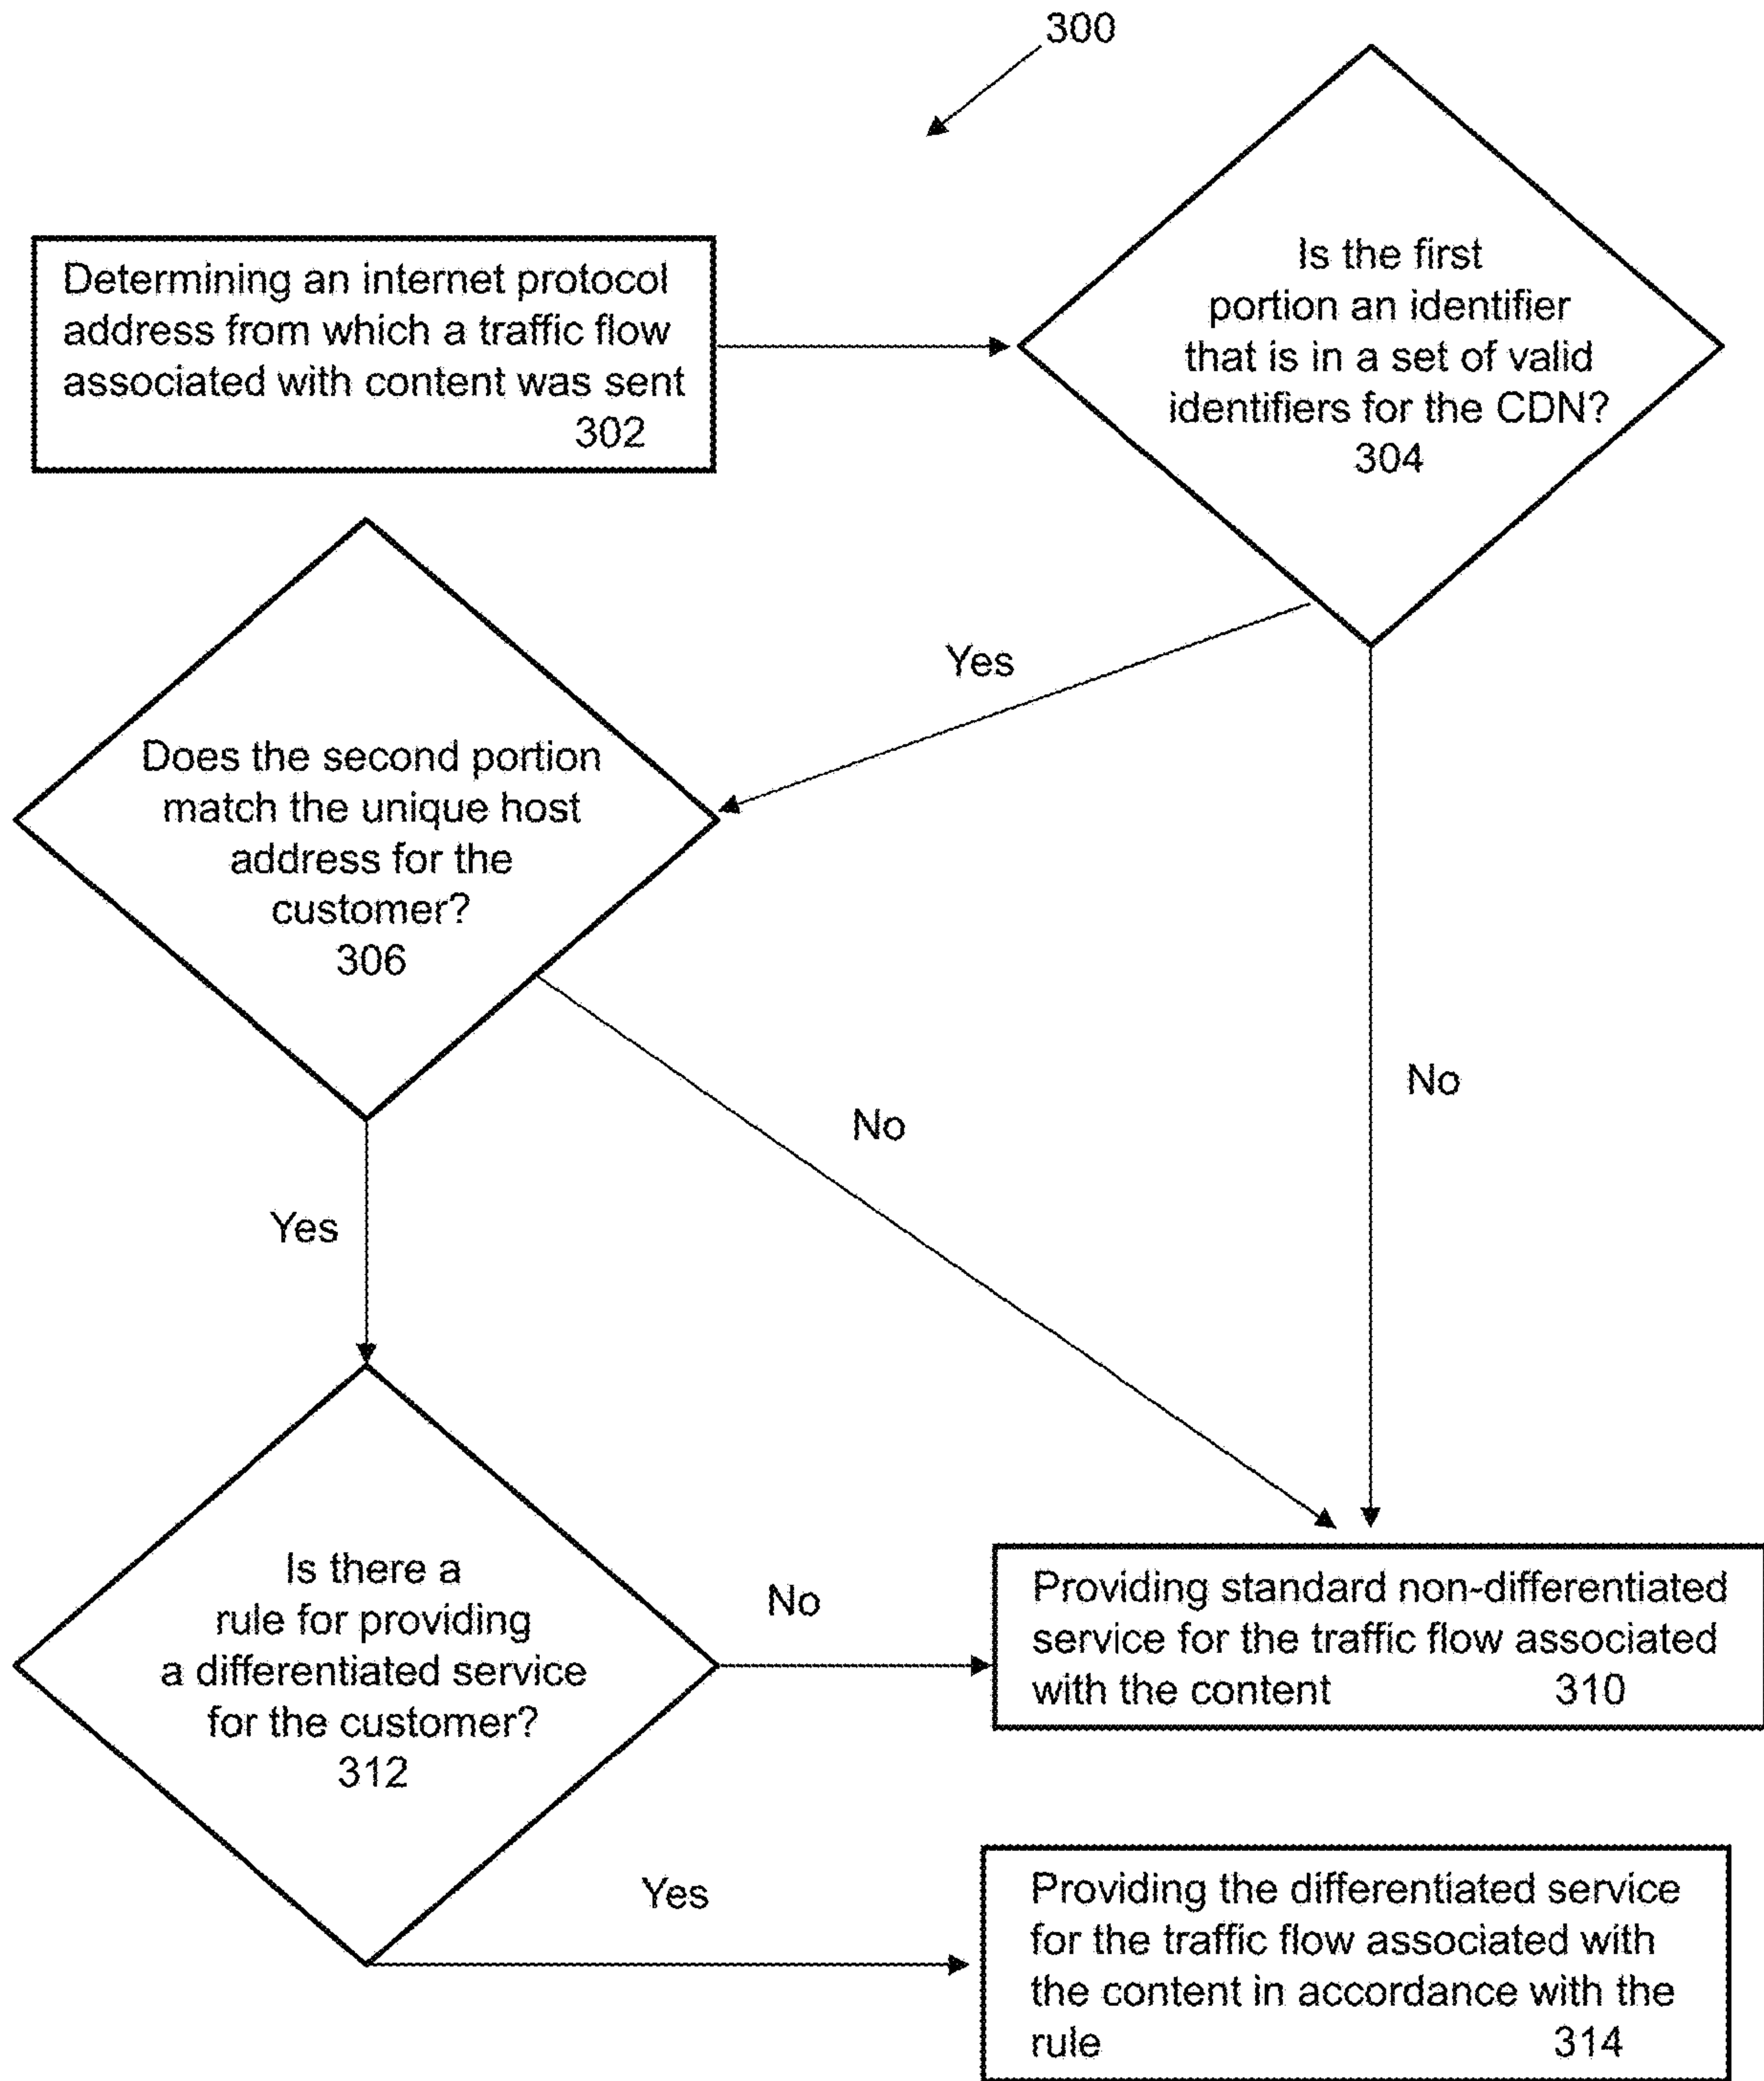 300
Determining an internet protocol
address from which a traffic flow
associated with content was sent
302
Is the first
portion an identifier
that is in a set of valid
identifiers for the CDN?
304
Yes
No
Does the second portion
match the unique host
address for the
customer?
306
No
Yes
Is there a
rule for providing
a differentiated service
for the customer?
312
No
Providing standard non-differentiated
service for the traffic flow associated
with the content 310
Yes
Providing the differentiated service
for the traffic flow associated with
the content in accordance with the
rule 314